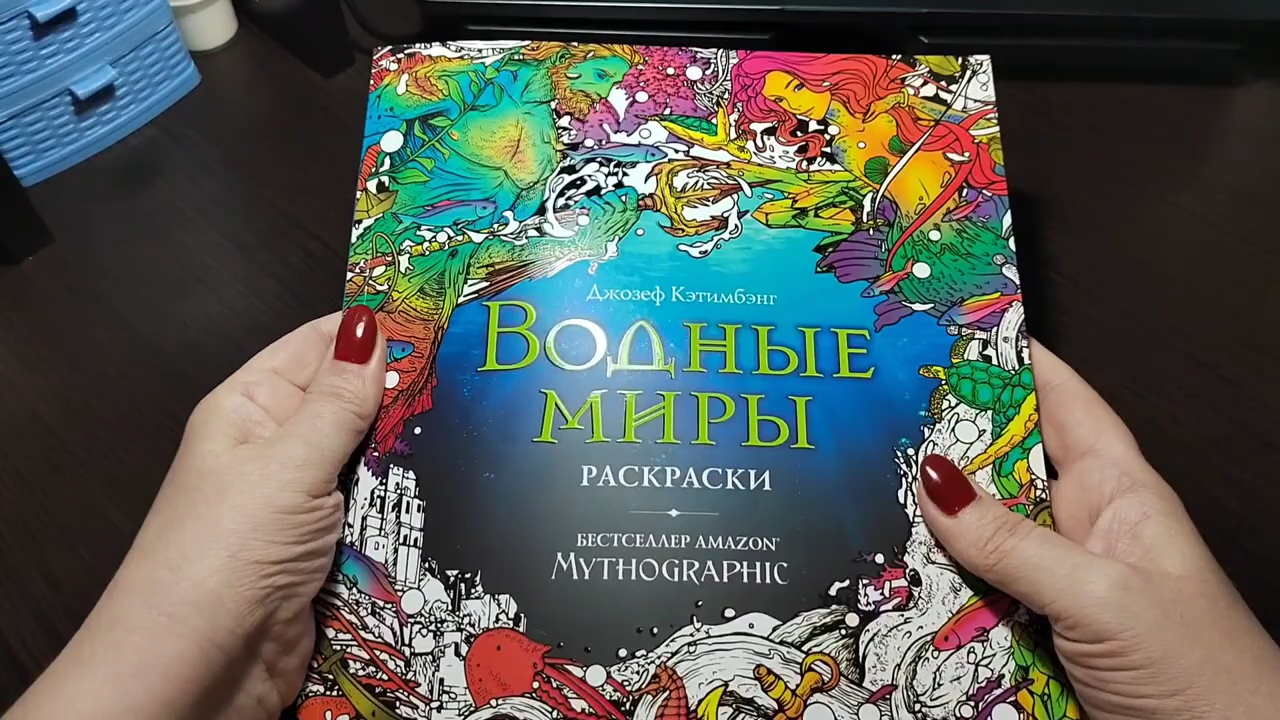 Джозеф Кэтимбэнг
Водные
миры
раскраски
бестселлер Amazon®
Mythographic